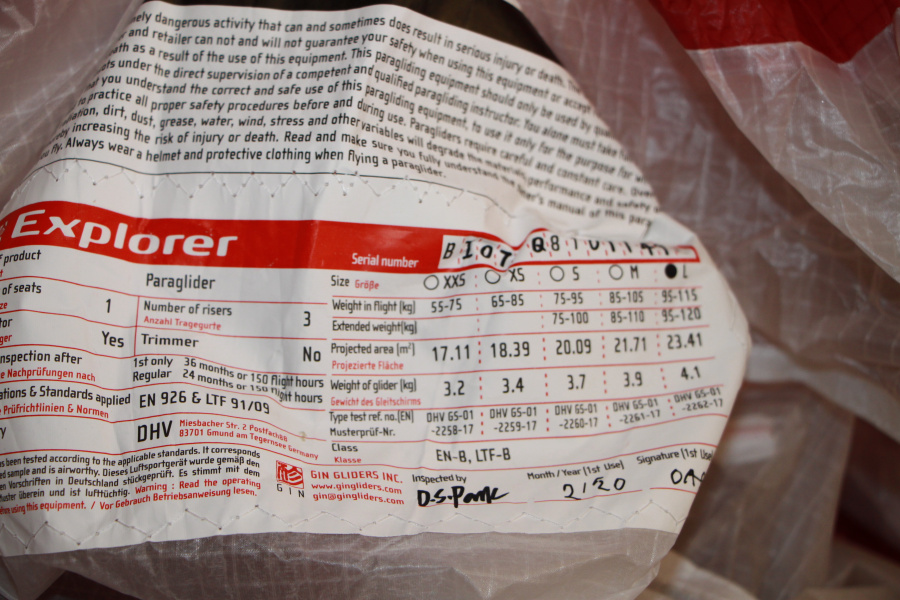 ely dangerous activity that can and sometimes does result in serious injury or death
and retailer can not and will not guarantee your safety when using this equipment or accept
ath as a result of the use of this equipment. This paragliding equipment should only be used by
under the direct supervision of a competent and qualified paragliding instructor. You alone must take
you understand the correct and safe use of this paragliding equipment, to use it only for the purpose for
practice all proper safety procedures before and during use. Paragliders require careful and constant care.
ation, dirt, dust, grease, water, wind, stress and other variables will degrade the materials performance and safety
increasing the risk of injury or death. Read and make sure you fully understand the manual of this
fly. Always wear a helmet and protective clothing when flying a paraglider.
Explorer
Serial number
product
Paraglider
Size Größe XXS XS S M L
of seats 1
Number of risers 3
Anzahl Tragegurte
Weight in flight [kg] 55-75 65-85 75-95 85-105 95-115
Extended weight[kg] 75-100 85-110 95-120
Yes
Trimmer No
Projected area [m²] 17.11 18.39 20.09 21.71 23.41
Projezierte Fläche
nspection after
Nachprüfungen nach
1st only 36 months or 150 flight hours
Regular 24 months or 150 flight hours
Weight of glider [kg] 3.2 3.4 3.7 3.9 4.1
Gewicht des Gleitschirms
ations & Standards applied EN 926 & LTF 91/09
Prüfrichtlinien & Normen
Type test ref. no.[EN] DHV GS-01 DHV GS-01 DHV GS-01 DHV GS-01 DHV GS-01
Musterprüf-Nr. -2258-17 -2259-17 -2260-17 -2261-17 -2262-17
DHV Miesbacher Str. 2 Postfach88
83701 Gmund am Tegernsee Germany
Class EN-B, LTF-B
Klasse
been tested according to the applicable standards. It corresponds
ed sample and is airworthy. Dieses Luftsportgerät wurde gemäß den
en Vorschriften in Deutschland stückgeprüft. Es stimmt mit dem
Muster überein und ist lufttüchtig. Warning : Read the operating
using this equipment. / Vor Gebrauch Betriebsanweisung lesen.
GIN
GIN GLIDERS INC.
www.gingliders.com
gin@gingliders.com
Inspected by Month/Year [1st Use] Signature [1st Use]
D.S.Park 2/20